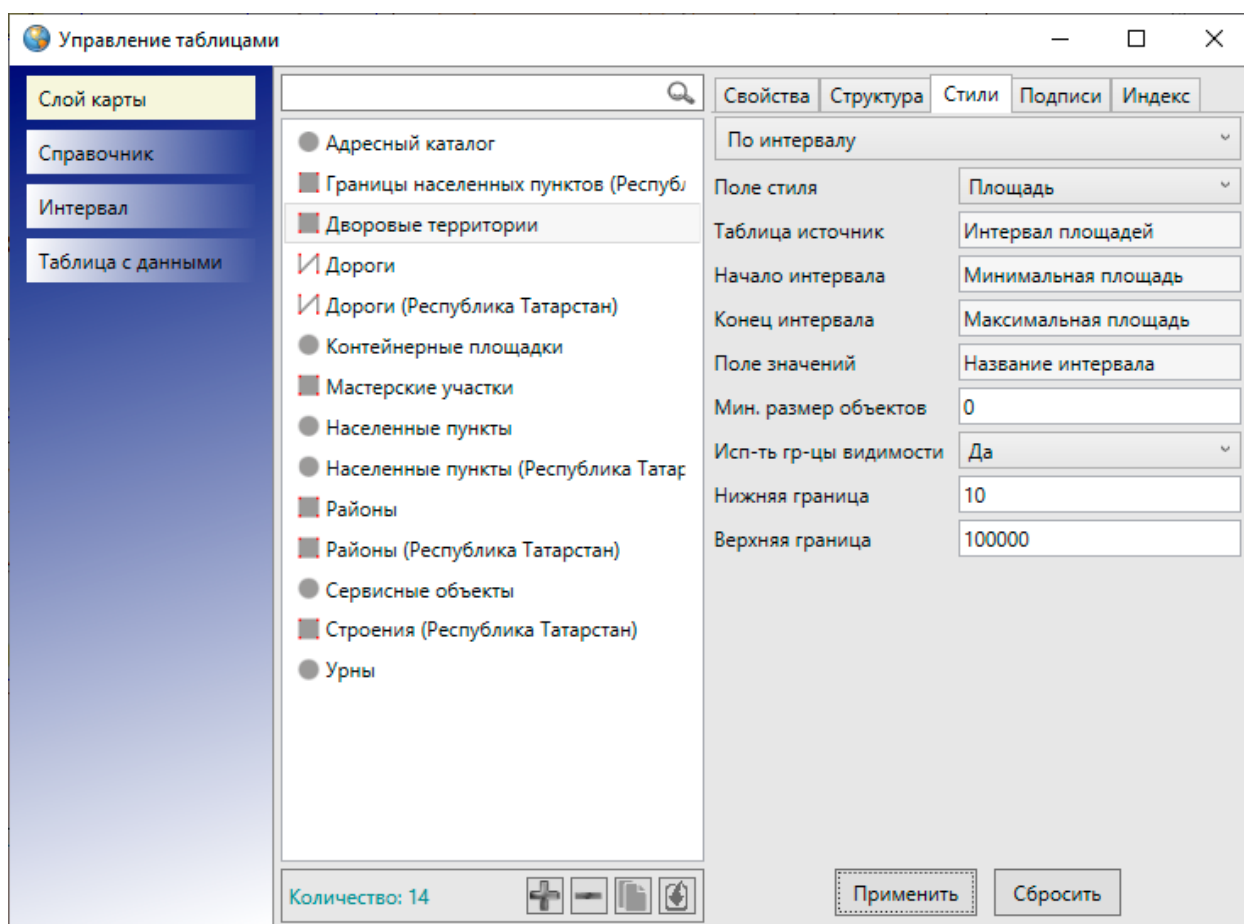 Управление таблицами
Слой карты
Справочник
Интервал
Таблица с данными
Адресный каталог
Границы населенных пунктов (Республ
Дворовые территории
Дороги
Дороги (Республика Татарстан)
Контейнерные площадки
Мастерские участки
Населенные пункты
Населенные пункты (Республика Татар
Районы
Районы (Республика Татарстан)
Сервисные объекты
Строения (Республика Татарстан)
Урны
Количество: 14
Свойства Структура Стили Подписи Индекс
По интервалу
Поле стиля Площадь
Таблица источник Интервал площадей
Начало интервала Минимальная площадь
Конец интервала Максимальная площадь
Поле значений Название интервала
Мин. размер объектов 0
Исп-ть гр-цы видимости Да
Нижняя граница 10
Верхняя граница 100000
Применить Сбросить